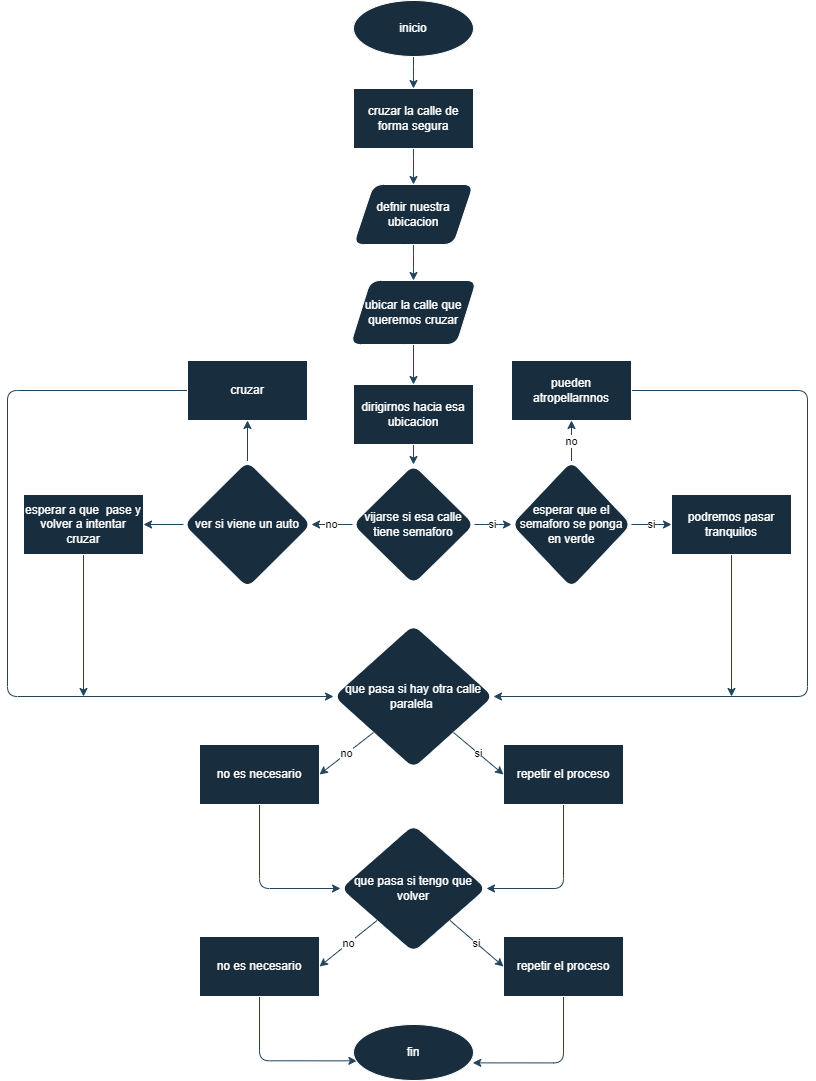 inicio
cruzar la calle de
forma segura
defnir nuestra
ubicacion
ubicar la calle que
queremos cruzar
cruzar
dirigirnos hacia esa
ubicacion
pueden
atropellarnnos
no
esperar a que  pase y
volver a intentar
cruzar
ver si viene un auto
no
vijarse si esa calle
tiene semaforo
si
esperar que el
semaforo se ponga
en verde
si
podremos pasar
tranquilos
que pasa si hay otra calle
paralela
no
si
no es necesario
repetir el proceso
que pasa si tengo que
volver
no
si
no es necesario
repetir el proceso
fin